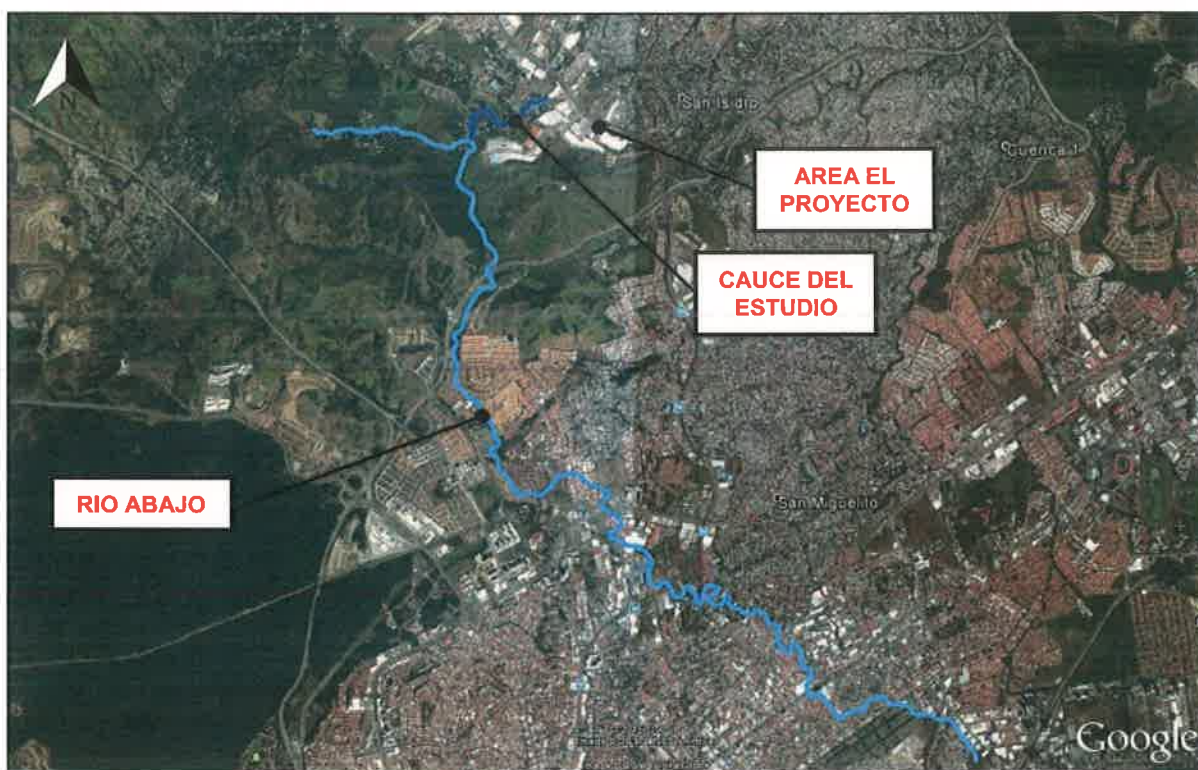 N
San Isidro
Cuenca 1
AREA EL
PROYECTO
CAUCE DEL
ESTUDIO
RIO ABAJO
San Miguelito
Google